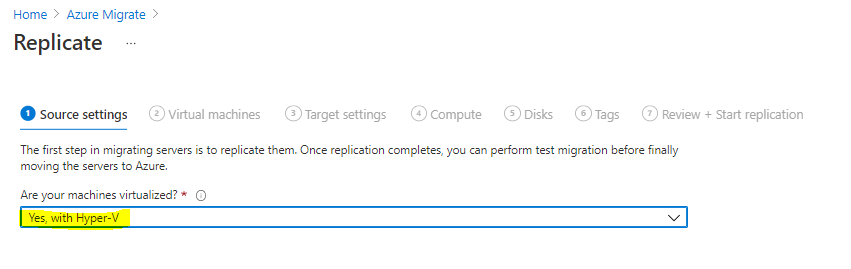 Home > Azure Migrate >
Replicate ...
1 Source settings 2 Virtual machines 3 Target settings 4 Compute 5 Disks 6 Tags 7 Review + Start replication
The first step in migrating servers is to replicate them. Once replication completes, you can perform test migration before finally
moving the servers to Azure.
Are your machines virtualized? *
Yes, with Hyper-V